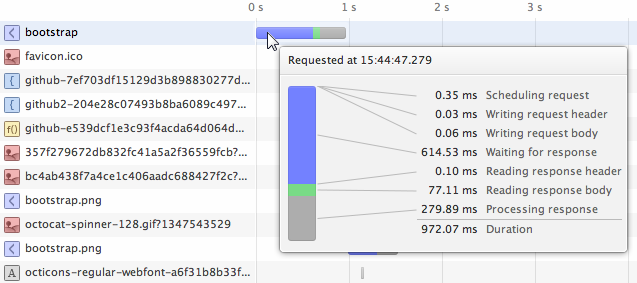 0 s 1 s 2 s 3 s
bootstrap
favicon.ico
github-7ef703df15129d3b898830277d...
github2-204e28c07493b8ba6089c497...
github-e539dcf1e3c93f4acda64d064d...
357f279672db832fc41a5a2f36559fcb?...
bc4ab438f7a4ce1c406aadc688427f2c?...
bootstrap.png
octocat-spinner-128.gif?1347543529
bootstrap.png
octicons-regular-webfont-a6f31b8b33f...
Requested at 15:44:47.279
0.35 ms Scheduling request
0.03 ms Writing request header
0.06 ms Writing request body
614.53 ms Waiting for response
0.10 ms Reading response header
77.11 ms Reading response body
279.89 ms Processing response
972.07 ms Duration